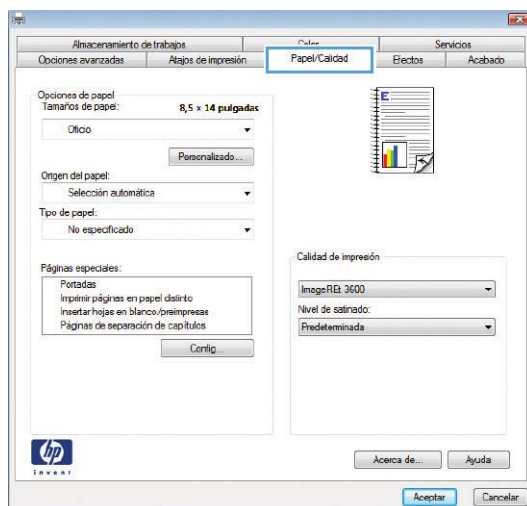 Almacenamiento de trabajos Color Servicios
Opciones avanzadas Atajos de impresión Papel/Calidad Efectos Acabado
Opciones de papel
Tamaños de papel: 8,5 × 14 pulgadas
Oficio
Personalizado...
Origen del papel:
Selección automática
Tipo de papel:
No especificado
Páginas especiales:
Portadas
Imprimir páginas en papel distinto
Insertar hojas en blanco/preimpresas
Páginas de separación de capítulos
Config...
E
Calidad de impresión
ImageREt 3600
Nivel de satinado:
Predeterminada
hp
invent
Acerca de... Ayuda
Aceptar Cancelar